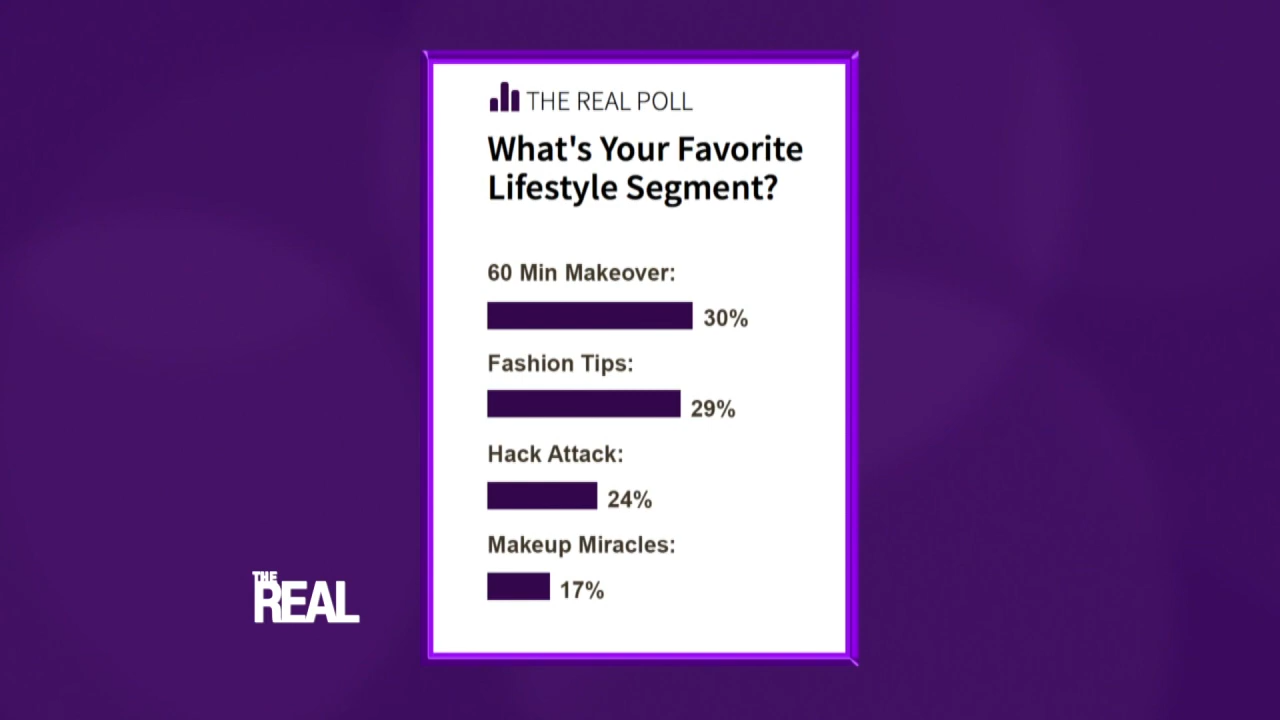 THE REAL POLL
What's Your Favorite
Lifestyle Segment?
60 Min Makeover:
30%
Fashion Tips:
29%
Hack Attack:
24%
Makeup Miracles:
17%
THE
REAL